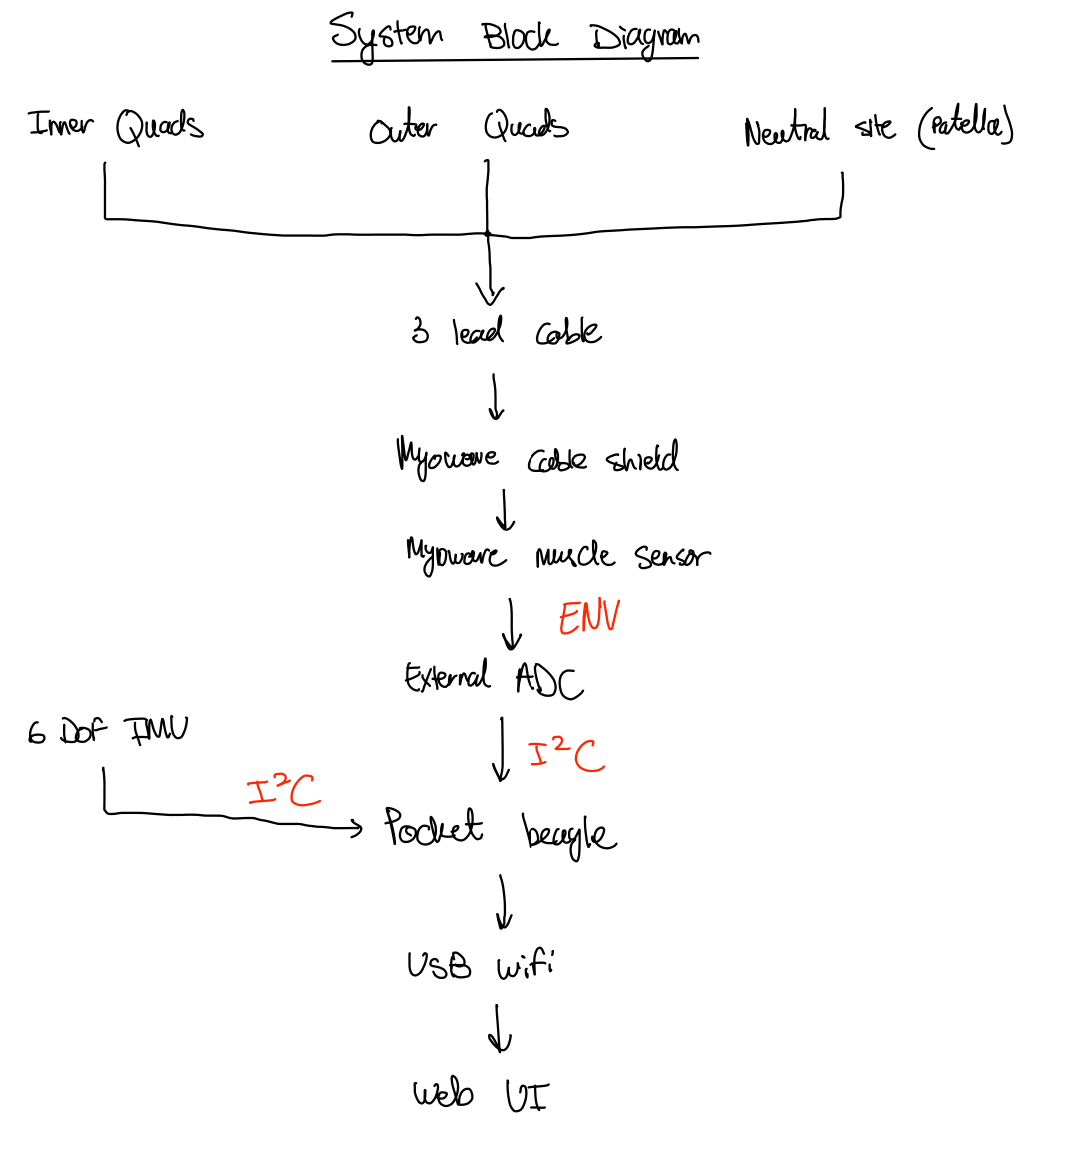 System Block Diagram
Inner Quads
Outer Quads
Neutral site (Patella)
3 lead cable
Myoware cable shield
Myoware muscle sensor
ENV
External ADC
6 DoF IMU
I²C
I²C
Pocket beagle
USB wifi
Web UI